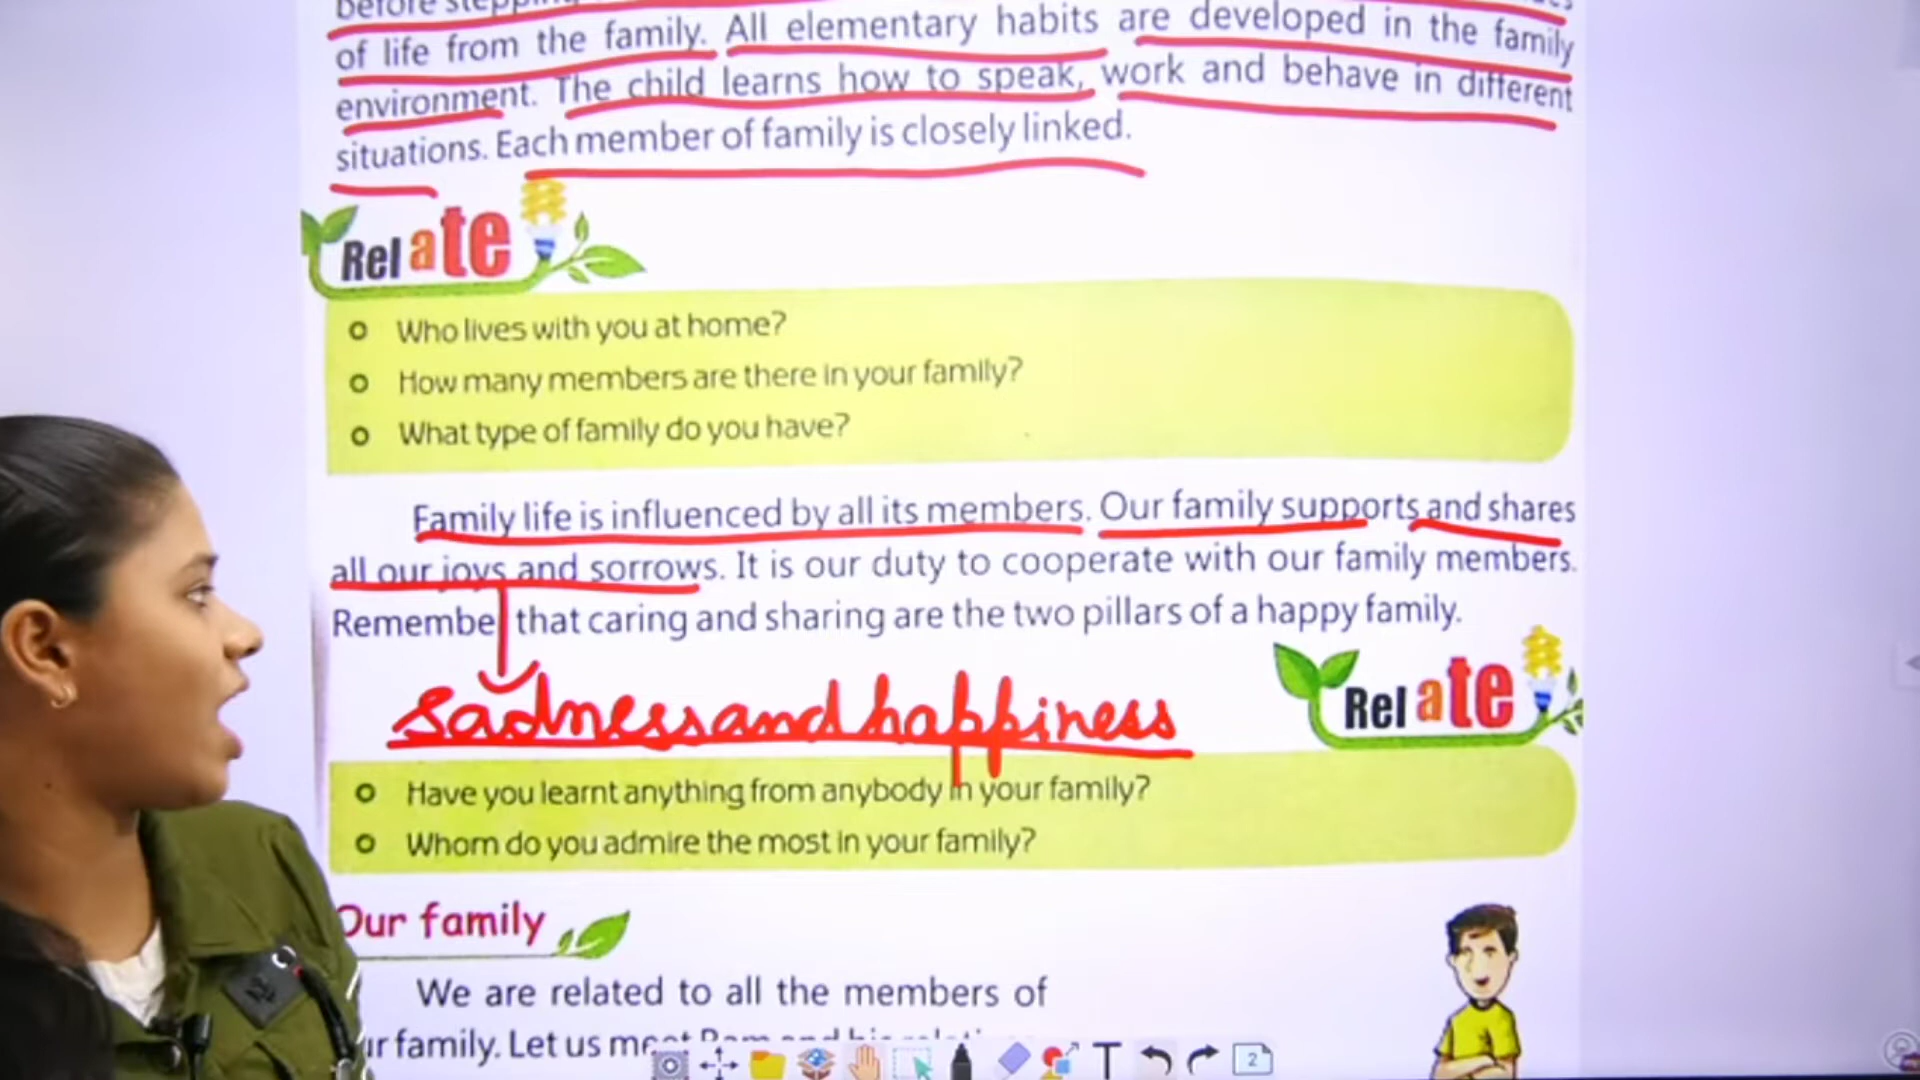 of life from the family. All elementary habits are developed in the family
environment. The child learns how to speak, work and behave in different
situations. Each member of family is closely linked.
Relate
Who lives with you at home?
How many members are there in your family?
What type of family do you have?
Family life is influenced by all its members. Our family supports and shares
all our joys and sorrows. It is our duty to cooperate with our family members.
Remember that caring and sharing are the two pillars of a happy family.
Sadness and happiness
Relate
Have you learnt anything from anybody in your family?
Whom do you admire the most in your family?
Our family
We are related to all the members of
family. Let us meet Ram and his
T
2